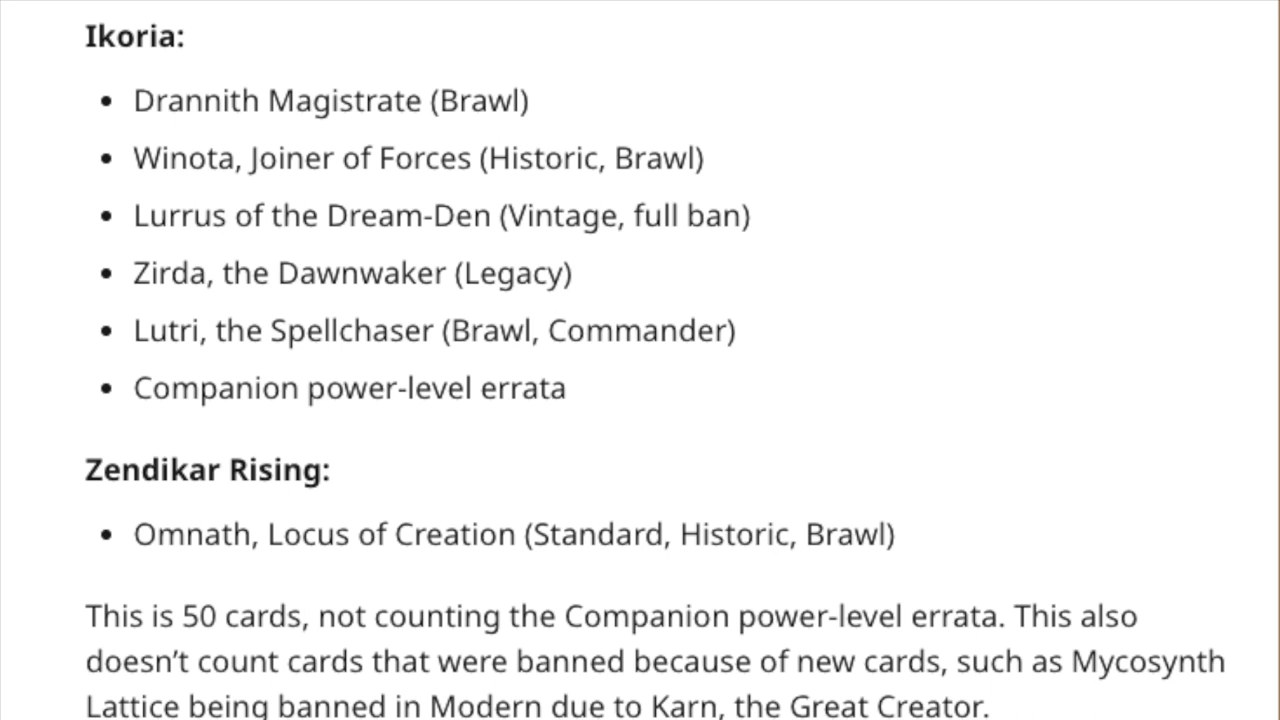 Ikoria:
• Drannith Magistrate (Brawl)
• Winota, Joiner of Forces (Historic, Brawl)
• Lurrus of the Dream-Den (Vintage, full ban)
• Zirda, the Dawnwaker (Legacy)
• Lutri, the Spellchaser (Brawl, Commander)
• Companion power-level errata
Zendikar Rising:
• Omnath, Locus of Creation (Standard, Historic, Brawl)
This is 50 cards, not counting the Companion power-level errata. This also
doesn’t count cards that were banned because of new cards, such as Mycosynth
Lattice being banned in Modern due to Karn, the Great Creator.